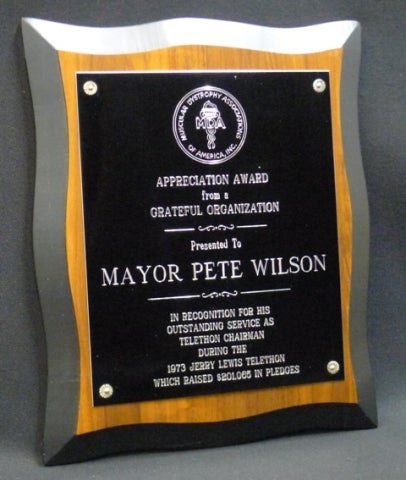 MUSCULAR DYSTROPHY ASSOCIATIONS
MDA
OF AMERICA, INC.
APPRECIATION AWARD
from a
GRATEFUL ORGANIZATION
Presented To
MAYOR PETE WILSON
IN RECOGNITION FOR HIS
OUTSTANDING SERVICE AS
TELETHON CHAIRMAN
DURING THE
1973 JERRY LEWIS TELETHON
WHICH RAISED $201,065 IN PLEDGES